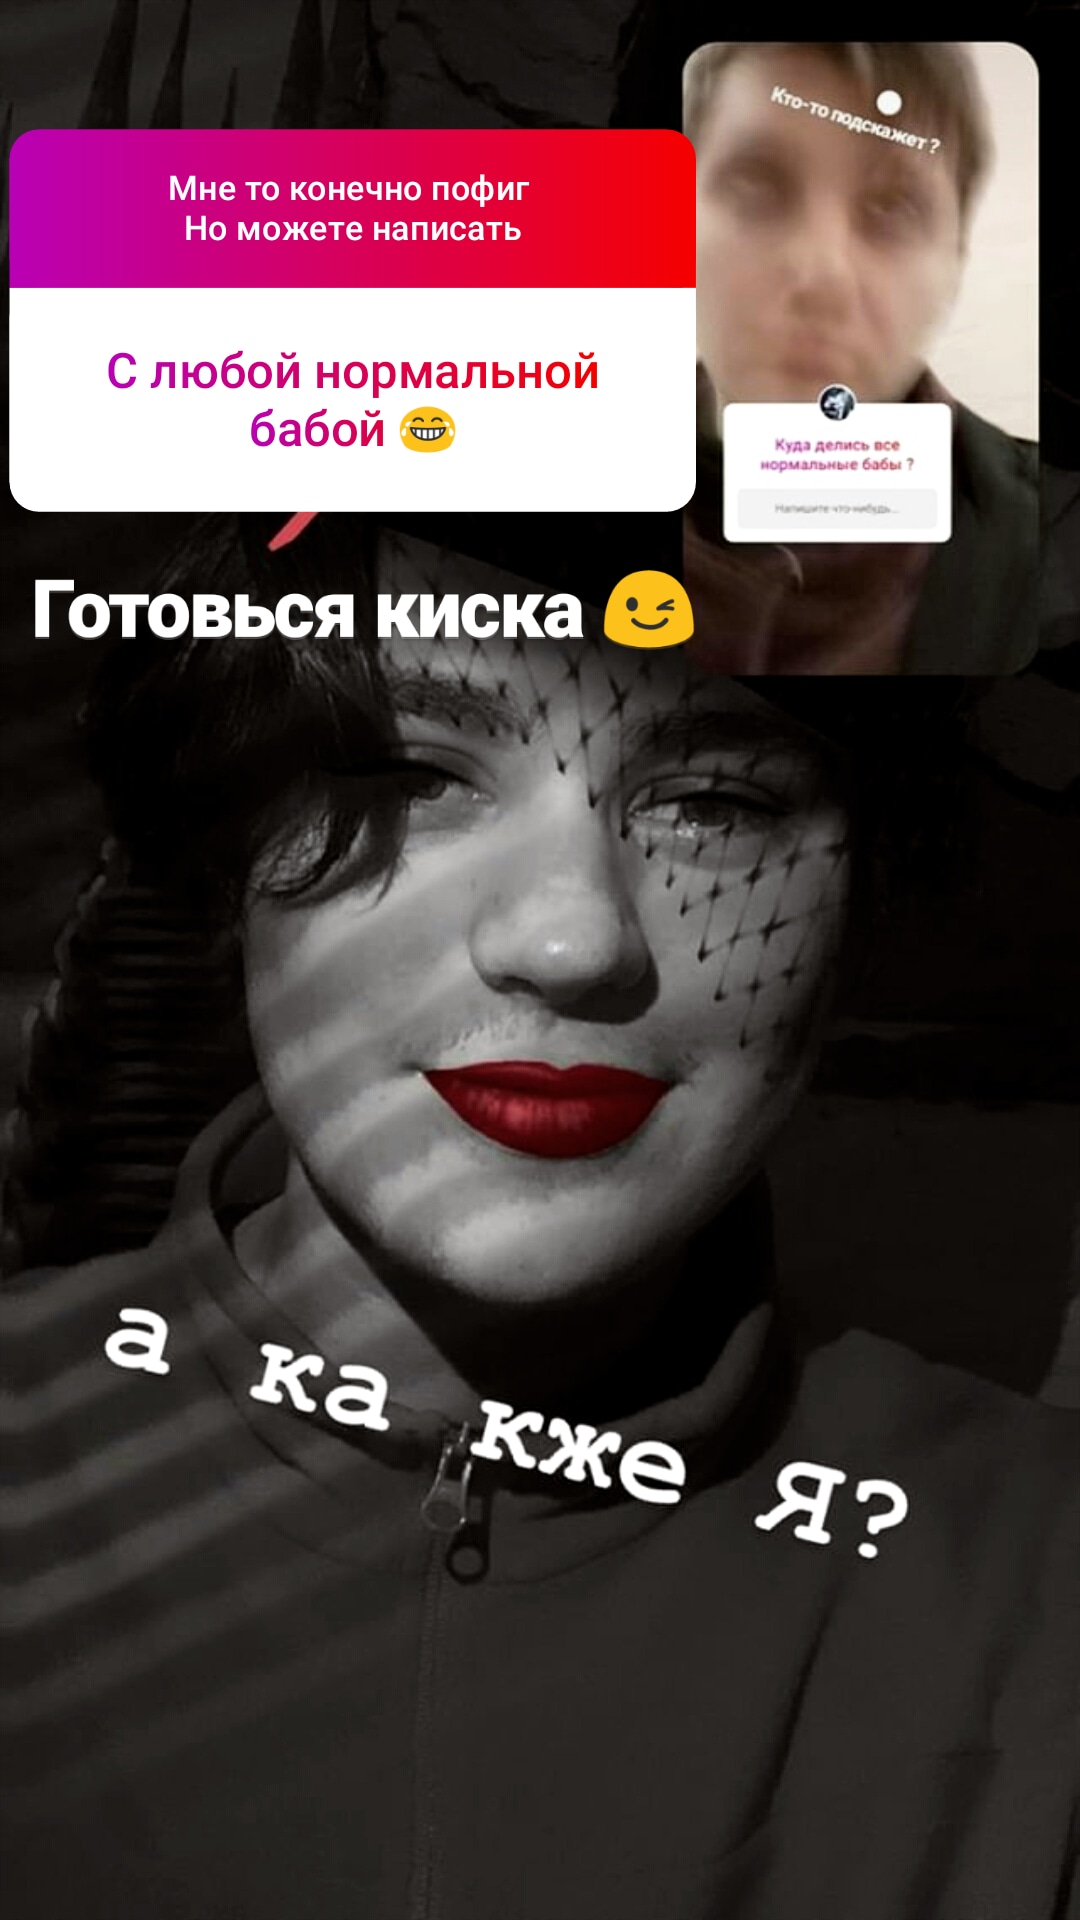 Кто-то подскажет ?
Мне то конечно пофиг
Но можете написать
С любой нормальной
бабой 😂
Куда делись все
нормальные бабы ?
Напишите что-нибудь...
Готовься киска 😉
а ка кже я?